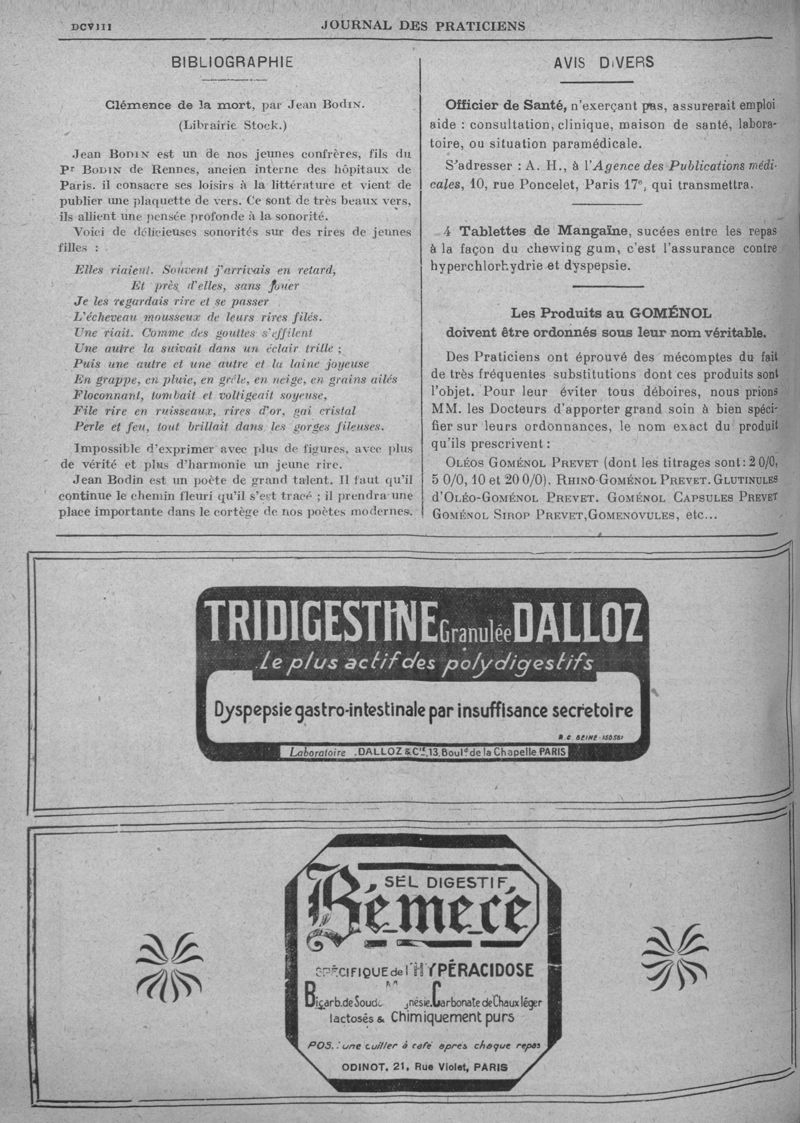 DCVIII
JOURNAL DES PRATICIENS
BIBLIOGRAPHIE
Clémence de la mort, par Jean BODIN.
(Librairie Stock.)
Jean BODIN est un de nos jeunes confrères, fils du
Pr BODIN de Rennes, ancien interne des hôpitaux de
Paris. il consacre ses loisirs à la littérature et vient de
publier une plaquette de vers. Ce sont de très beaux vers,
ils allient une pensée profonde à la sonorité.
Voici de délicieuses sonorités sur des rires de jeunes
filles :
Elles riaient. Souvent j'arrivais en retard,
Et près d'elles, sans jouer
Je les regardais rire et se passer
L'écheveau mousseux de leurs rires filés.
Une riait. Comme des gouttes s'effilent
Une autre la suivait dans un éclair trille ;
Puis une autre et une autre et la laine joyeuse
En grappe, en pluie, en grêle, en neige, en grains ailés
Floconnant, tombait et voltigeait soyeuse,
File rire en ruisseaux, rires d'or, gai cristal
Perle et feu, tout brillait dans les gorges fileuses.
Impossible d'exprimer avec plus de figures, avec plus
de vérité et plus d'harmonie un jeune rire.
Jean Bodin est un poète de grand talent. Il faut qu'il
continue le chemin fleuri qu'il s'est tracé ; il prendra une
place importante dans le cortège de nos poètes modernes.
AVIS DIVERS
Officier de Santé, n'exerçant pas, assurerait emploi
aide : consultation, clinique, maison de santé, labora-
toire, ou situation paramédicale.
S'adresser : A. H., à l'Agence des Publications médi-
cales, 10, rue Poncelet, Paris 17e, qui transmettra.
4 Tablettes de Mangaïne, sucées entre les repas
à la façon du chewing gum, c'est l'assurance contre
hyperchlorhydrie et dyspepsie.
Les Produits au GOMÉNOL
doivent être ordonnés sous leur nom véritable.
Des Praticiens ont éprouvé des mécomptes du fait
de très fréquentes substitutions dont ces produits sont
l'objet. Pour leur éviter tous déboires, nous prions
MM. les Docteurs d'apporter grand soin à bien spéci-
fier sur leurs ordonnances, le nom exact du produit
qu'ils prescrivent :
OLÉOS GOMÉNOL PREVET (dont les titrages sont : 2 0/0,
5 0/0, 10 et 20 0/0). RHINO GOMÉNOL PREVET. GLUTINULES
d'OLÉO-GOMÉNOL PREVET. GOMÉNOL CAPSULES PREVET
GOMÉNOL SIROP PREVET, GOMENOVULES, etc...
TRIDIGESTINE Granulée DALLOZ
Le plus actif des polydigestifs
Dyspepsie gastro-intestinale par insuffisance secretoire
R.C. SEINE
Laboratoire .DALLOZ & Cie,13,Bould de la Chapelle.PARIS
SEL DIGESTIF
Bémecé
SPÉCIFIQUE de l'HYPÉRACIDOSE
Bicarb. de Soude Carbonate de Chaux léger
lactosés & Chimiquement purs
POS. : une cuiller à café après chaque repas
ODINOT, 21, Rue Violet, PARIS